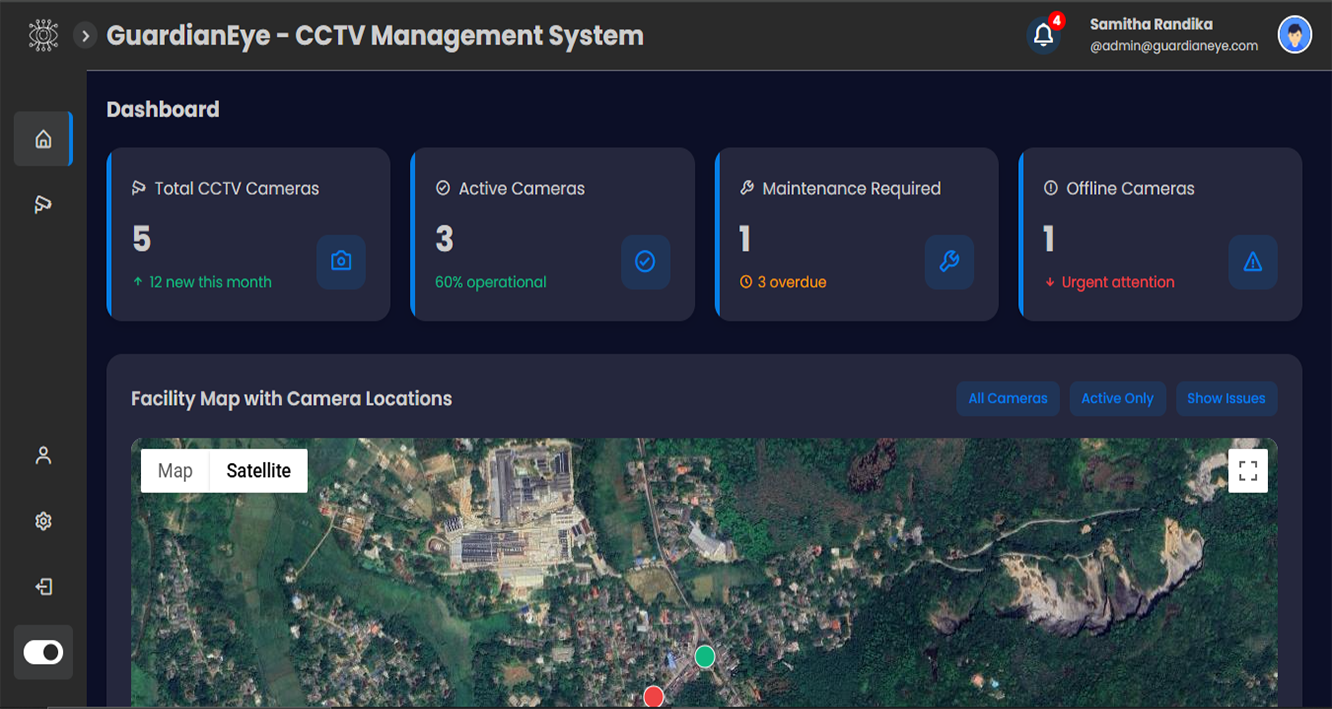 GuardianEye - CCTV Management System
4
Samitha Randika
@admin@guardianeye.com
Dashboard
Total CCTV Cameras
5
12 new this month
Active Cameras
3
60% operational
Maintenance Required
1
3 overdue
Offline Cameras
1
Urgent attention
Facility Map with Camera Locations
All Cameras
Active Only
Show Issues
Map
Satellite